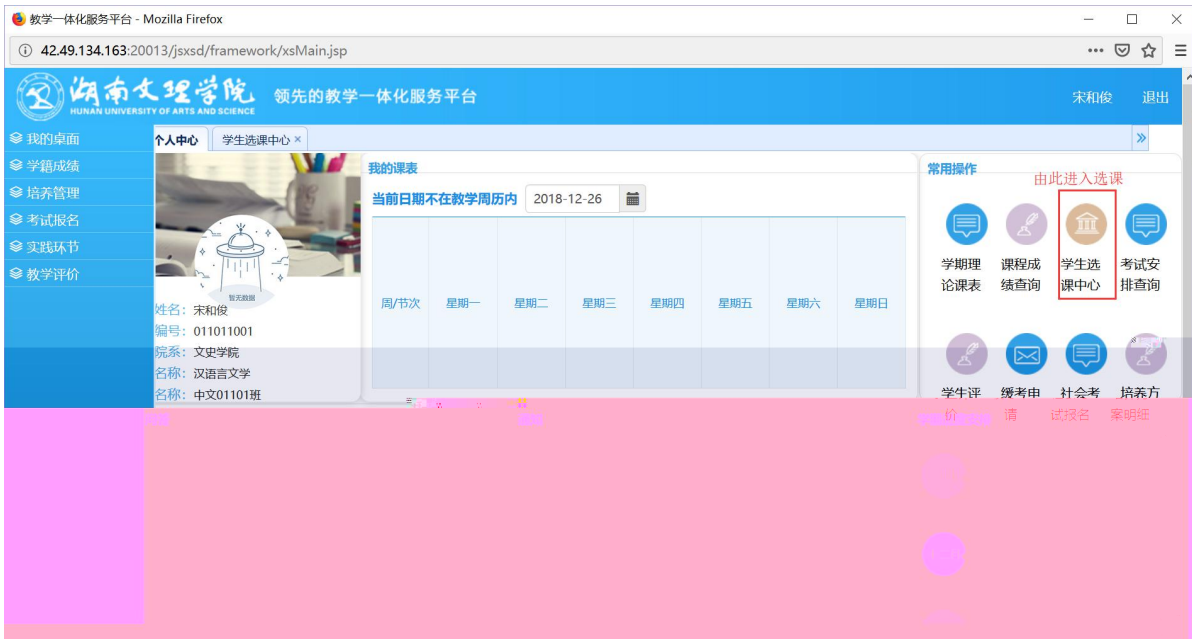 教学一体化服务平台 - Mozilla Firefox
42.49.134.163:20013/jsxsd/framework/xsMain.jsp
湖南文理学院
HUNAN UNIVERSITY OF ARTS AND SCIENCE
领先的教学一体化服务平台
宋和俊 退出
我的桌面
学籍成绩
培养管理
考试报名
实践环节
教学评价
个人中心 学生选课中心 ×
暂无数据
姓名：宋和俊
编号：011011001
院系：文史学院
名称：汉语言文学
名称：中文01101班
我的课表
当前日期不在教学周历内 2018-12-26
周/节次 星期一 星期二 星期三 星期四 星期五 星期六 星期日
常用操作
由此进入选课
学期理论课表
课程成绩查询
学生选课中心
考试安排查询
学生评价
缓考申请
社会考试报名
培养方案明细